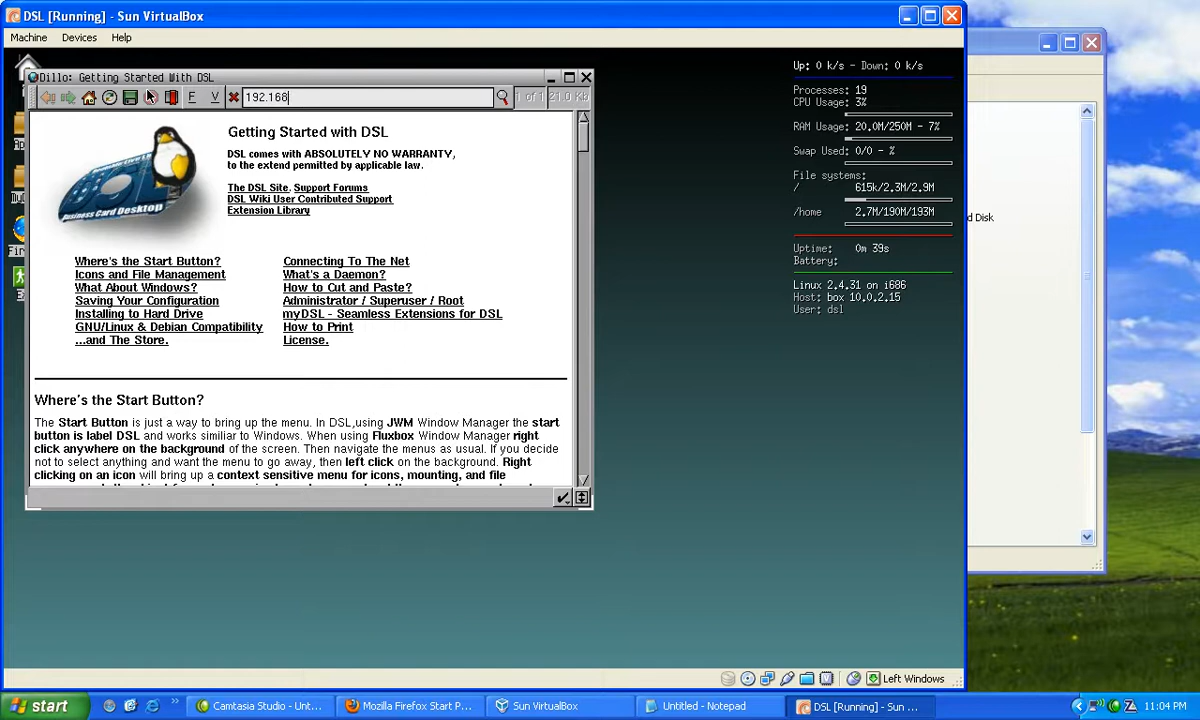 DSL [Running] - Sun VirtualBox
Machine Devices Help
Dillo: Getting Started With DSL
192.168
1 of 1 21.0 Kb
Getting Started with DSL
DSL comes with ABSOLUTELY NO WARRANTY,
to the extend permitted by applicable law.
The DSL Site, Support Forums
DSL Wiki User Contributed Support
Extension Library
Business Card Desktop
Where's the Start Button? Connecting To The Net
Icons and File Management What's a Daemon?
What About Windows? How to Cut and Paste?
Saving Your Configuration Administrator / Superuser / Root
Installing to Hard Drive myDSL - Seamless Extensions for DSL
GNU/Linux & Debian Compatibility How to Print
...and The Store. License.
Where's the Start Button?
The Start Button is just a way to bring up the menu. In DSL,using JWM Window Manager the start
button is label DSL and works similiar to Windows. When using Fluxbox Window Manager right
click anywhere on the background of the screen. Then navigate the menus as usual. If you decide
not to select anything and want the menu to go away, then left click on the background. Right
clicking on an icon will bring up a context sensitive menu for icons, mounting, and file
Up: 0 k/s - Down: 0 k/s
Processes: 19
CPU Usage: 3%
RAM Usage: 20.0M/250M - 7%
Swap Used: 0/0 - %
File systems:
/ 615k/2.3M/2.9M
/home 2.7M/190M/193M
Uptime: 0m 39s
Battery:
Linux 2.4.31 on i686
Host: box 10.0.2.15
User: dsl
d Disk
Left Windows
start
Camtasia Studio - Unt...
Mozilla Firefox Start P...
Sun VirtualBox
Untitled - Notepad
DSL [Running] - Sun ...
11:04 PM